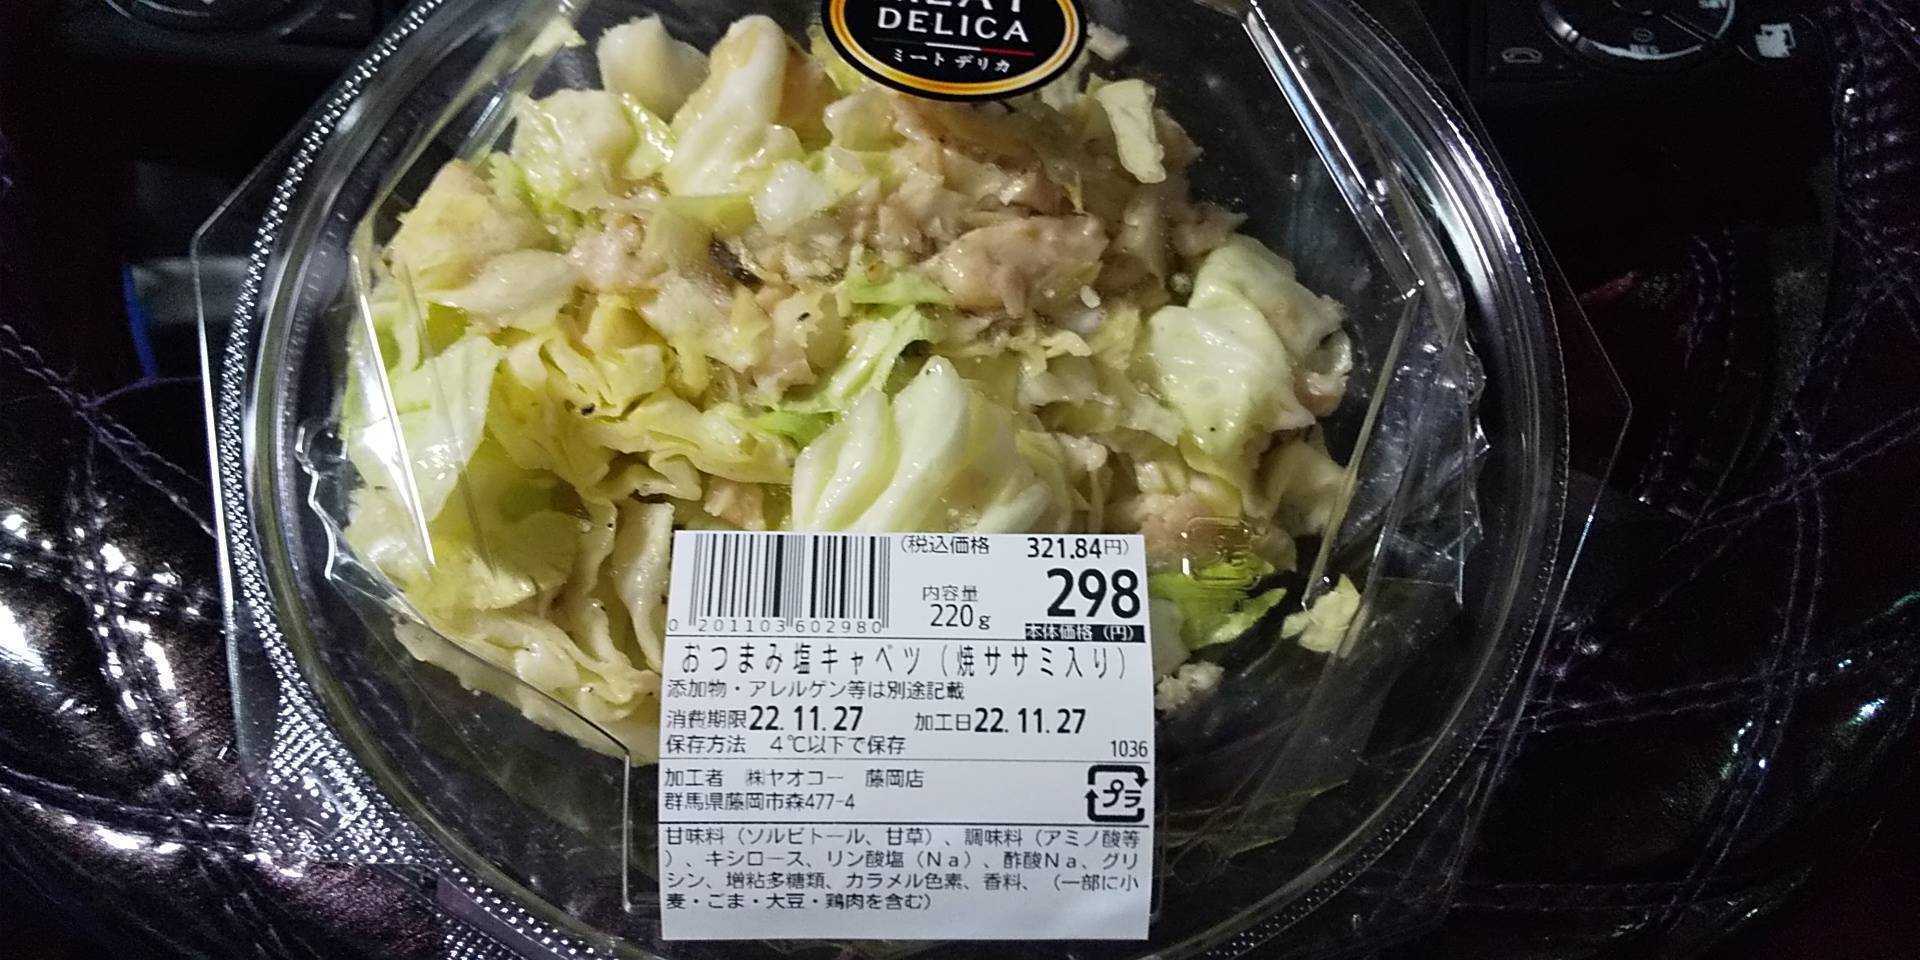 DELICA
ミート デリカ
(税込価格 321.84円)
298
内容量
220g
本体価格(円)
0 201103 602980
おつまみ塩キャベツ(焼ササミ入り)
添加物・アレルゲン等は別途記載
消費期限22.11.27 加工日22.11.27
保存方法 4℃以下で保存
1036
加工者 ㈱ヤオコー 藤岡店
群馬県藤岡市森477-4
プラ
甘味料(ソルビトール、甘草)、調味料(アミノ酸等
)、キシロース、リン酸塩(Na)、酢酸Na、グリ
シン、増粘多糖類、カラメル色素、香料、(一部に小
麦・ごま・大豆・鶏肉を含む)